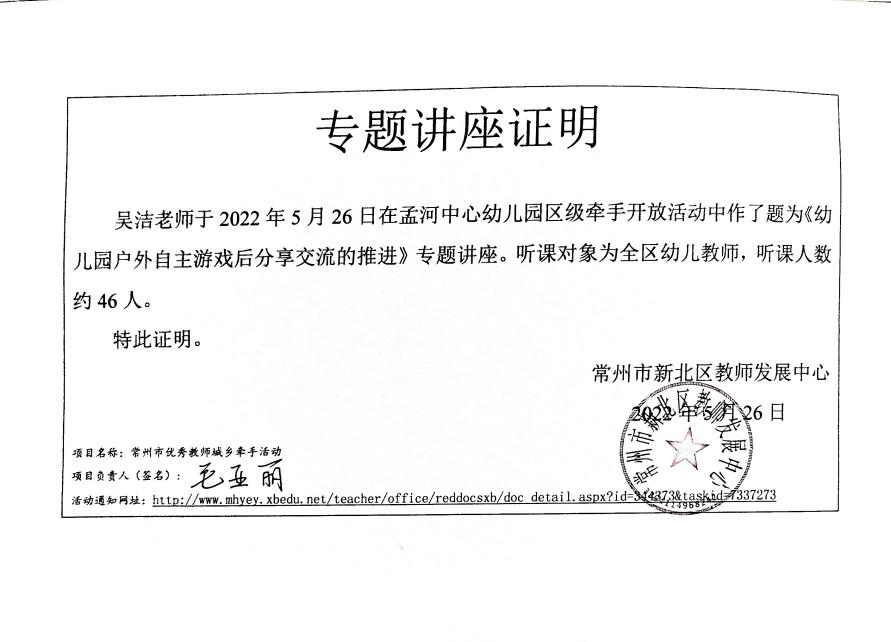 专题讲座证明
吴洁老师于 2022 年 5 月 26 日在孟河中心幼儿园区级牵手开放活动中作了题为《幼
儿园户外自主游戏后分享交流的推进》专题讲座。听课对象为全区幼儿教师，听课人数
约 46 人。
特此证明。
常州市新北区教师发展中心
2022 年 5 月 26 日
常州市新北区教师发展中心
项目名称：常州市优秀教师城乡牵手活动
项目负责人（签名）：毛亚丽
活动通知网址：http://www.mhyey.xbedu.net/teacher/office/reddocsxb/doc_detail.aspx?id=344373&taskid=7337273